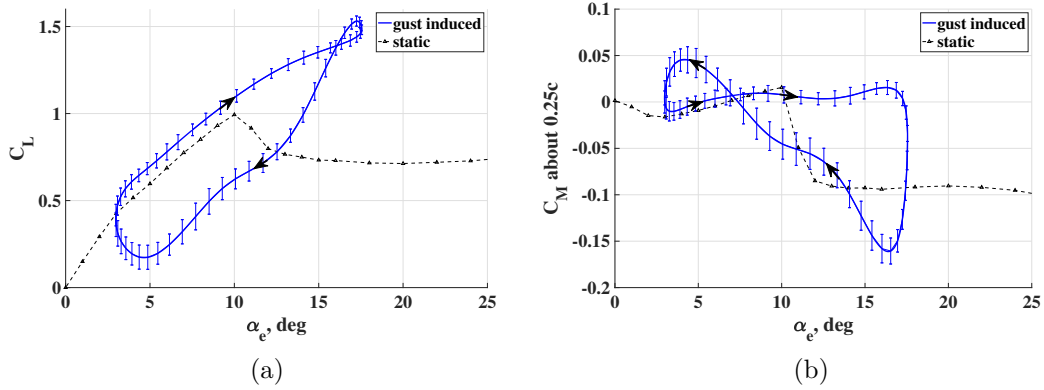 1.5
1
0.5
0
C_L
0 5 10 15 20 25
α_e, deg
gust induced
static
(a)
0.1
0.05
0
-0.05
-0.1
-0.15
-0.2
C_M about 0.25c
0 5 10 15 20 25
α_e, deg
gust induced
static
(b)